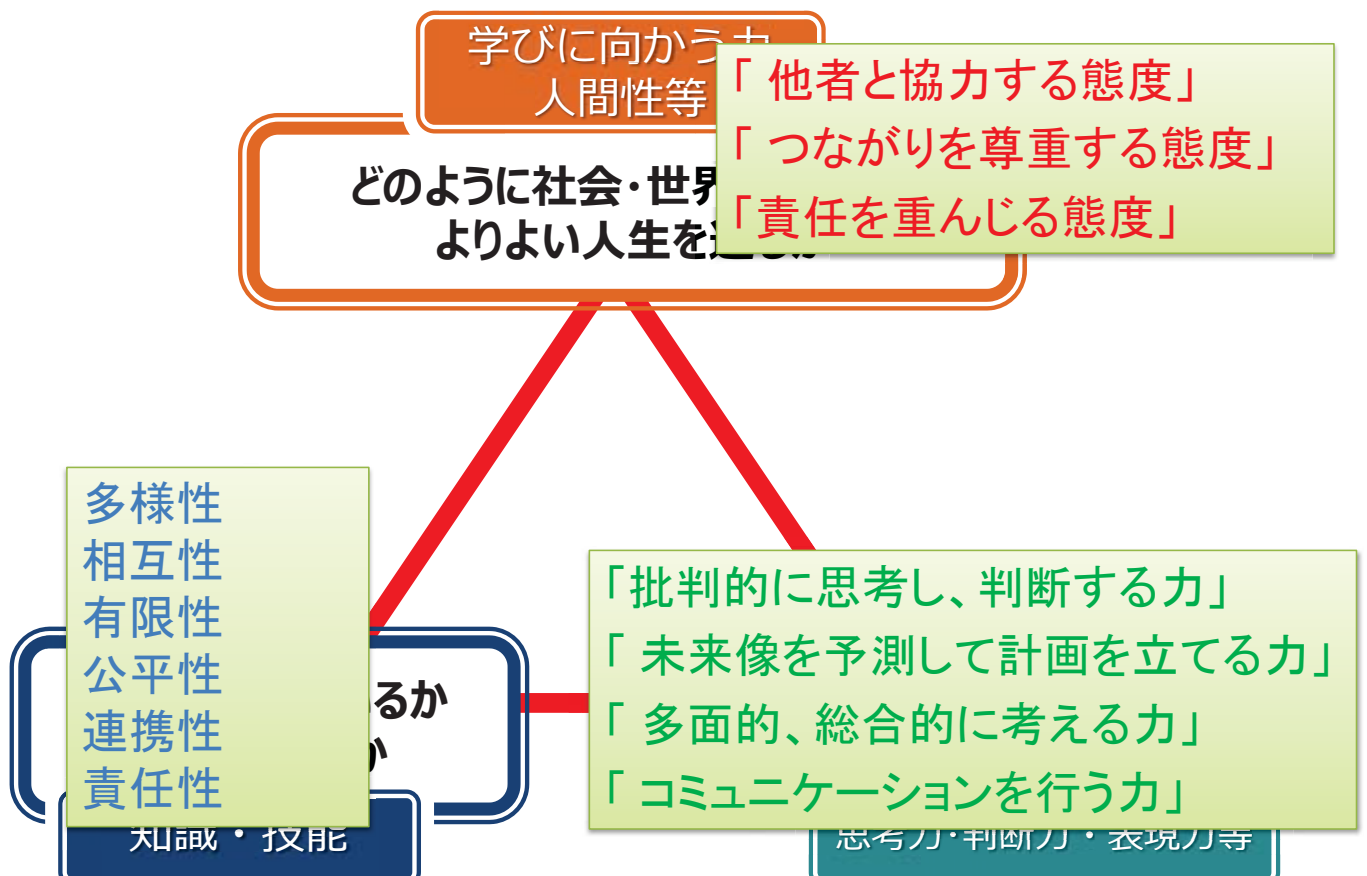 学びに向かう力
人間性等
「 他者と協力する態度」
「 つながりを尊重する態度」
「責任を重んじる態度」
どのように社会・世界
よりよい人生を
多様性
相互性
有限性
公平性
連携性
責任性
るか
か
知識・技能
「批判的に思考し、判断する力」
「 未来像を予測して計画を立てる力」
「 多面的、総合的に考える力」
「 コミュニケーションを行う力」
思考力・判断力・表現力等